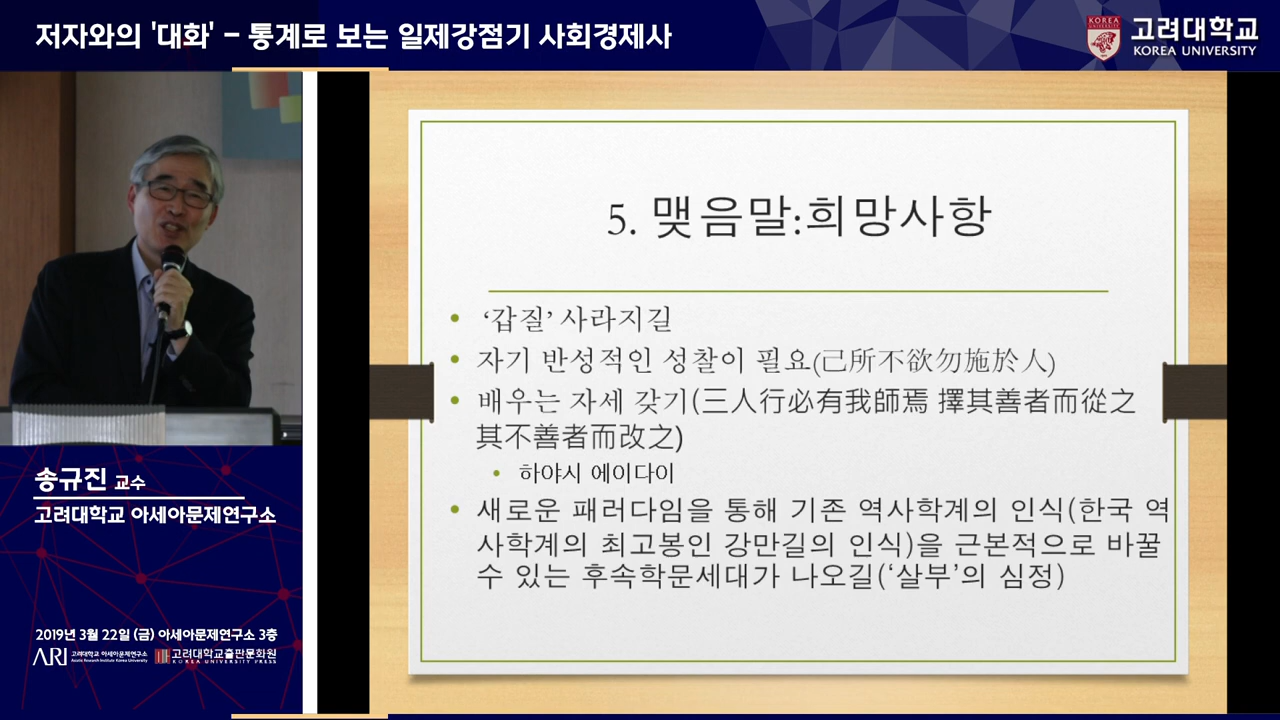 저자와의 '대화' – 통계로 보는 일제강점기 사회경제사
KOREA
UNIVERSITY
고려대학교
KOREA UNIVERSITY
5. 맺음말:희망사항
• ‘갑질’ 사라지길
• 자기 반성적인 성찰이 필요(己所不欲勿施於人)
• 배우는 자세 갖기(三人行必有我師焉 擇其善者而從之
其不善者而改之)
• 하야시 에이다이
• 새로운 패러다임을 통해 기존 역사학계의 인식(한국 역
사학계의 최고봉인 강만길의 인식)을 근본적으로 바꿀
수 있는 후속학문세대가 나오길(‘살부’의 심정)
송규진 교수
고려대학교 아세아문제연구소
2019년 3월 22일 (금) 아세아문제연구소 3층
ARI 고려대학교 아세아문제연구소
Asiatic Research Institute Korea University
고려대학교출판문화원
KOREA UNIVERSITY PRESS